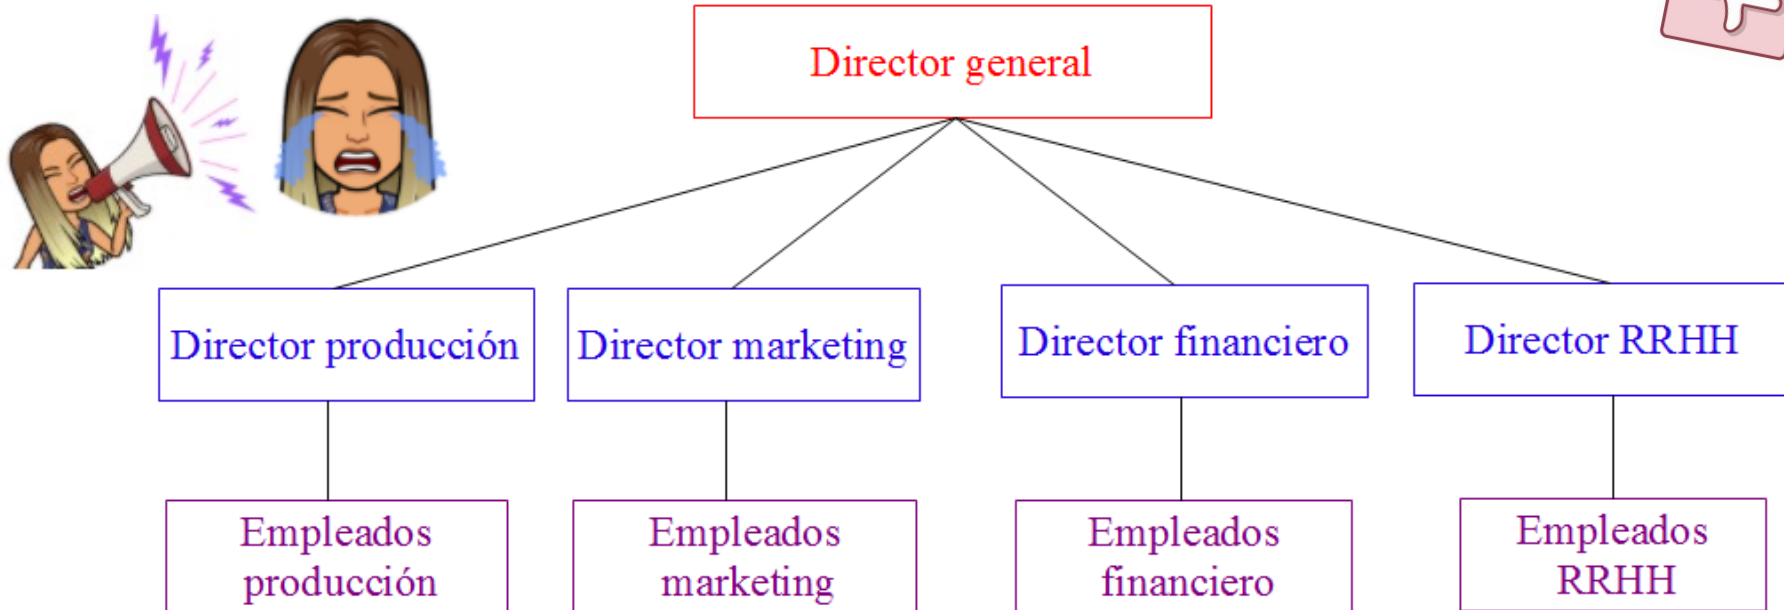 Director general
Director producción
Director marketing
Director financiero
Director RRHH
Empleados
producción
Empleados
marketing
Empleados
financiero
Empleados
RRHH